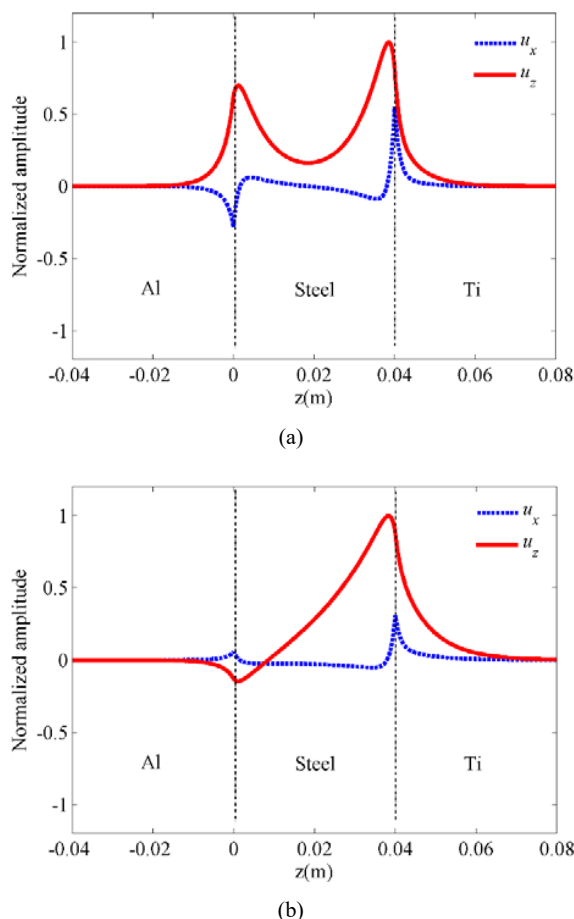 1
0.5
0
-0.5
-1
Normalized amplitude
u_x
u_z
Al
Steel
Ti
-0.04
-0.02
0
0.02
0.04
0.06
0.08
z(m)
(a)
1
0.5
0
-0.5
-1
Normalized amplitude
u_x
u_z
Al
Steel
Ti
-0.04
-0.02
0
0.02
0.04
0.06
0.08
z(m)
(b)